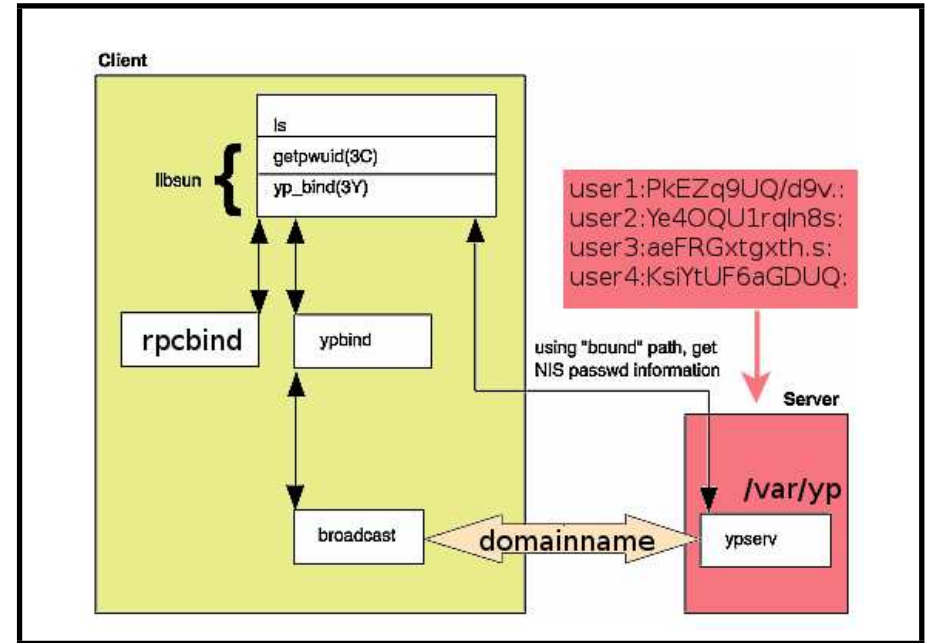 Client
ls
getpwuid(3C)
yp_bind(3Y)
libsun
{
user1:PkEZq9UQ/d9v.:
user2:Ye4OQU1rqln8s:
user3:aeFRGxtgxth.s:
user4:KsiYtUF6aGDUQ:
rpcbind
ypbind
using "bound" path, get
NIS passwd information
Server
/var/yp
broadcast
domainname
ypserv